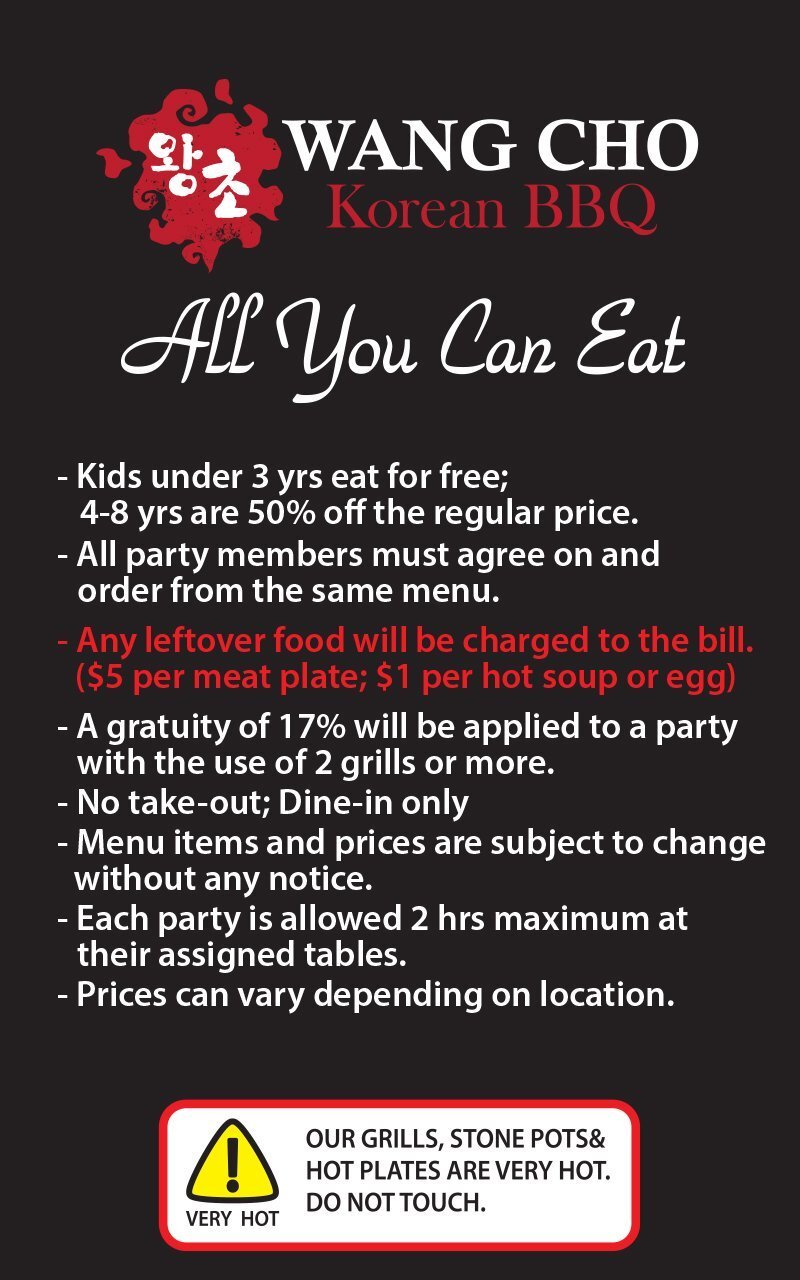 왕초
WANG CHO
Korean BBQ
All You Can Eat
- Kids under 3 yrs eat for free;
4-8 yrs are 50% off the regular price.
- All party members must agree on and
order from the same menu.
- Any leftover food will be charged to the bill.
($5 per meat plate; $1 per hot soup or egg)
- A gratuity of 17% will be applied to a party
with the use of 2 grills or more.
- No take-out; Dine-in only
- Menu items and prices are subject to change
without any notice.
- Each party is allowed 2 hrs maximum at
their assigned tables.
- Prices can vary depending on location.
OUR GRILLS, STONE POTS&
HOT PLATES ARE VERY HOT.
DO NOT TOUCH.
!
VERY HOT